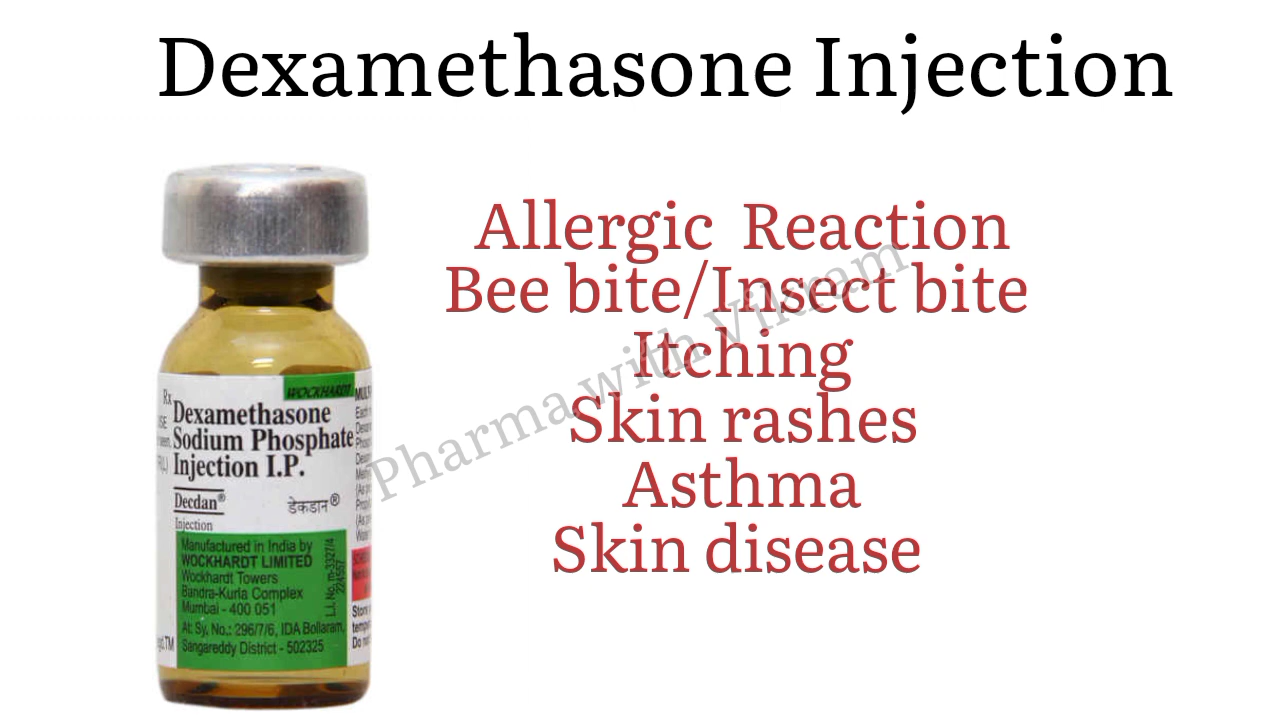 Dexamethasone Injection
Allergic Reaction
Bee bite/Insect bite
Itching
Skin rashes
Asthma
Skin disease
Pharma with Vikram
WOCKHARDT
Rx
Dexamethasone
Sodium Phosphate
Injection I.P.
Decdan®
डेकडान®
Injection
Manufactured in India by
WOCKHARDT LIMITED
Wockhardt Towers
Bandra-Kurla Complex
Mumbai - 400 051
At: Sy. No.: 296/7/6, IDA Bollaram,
Sangareddy District - 502325